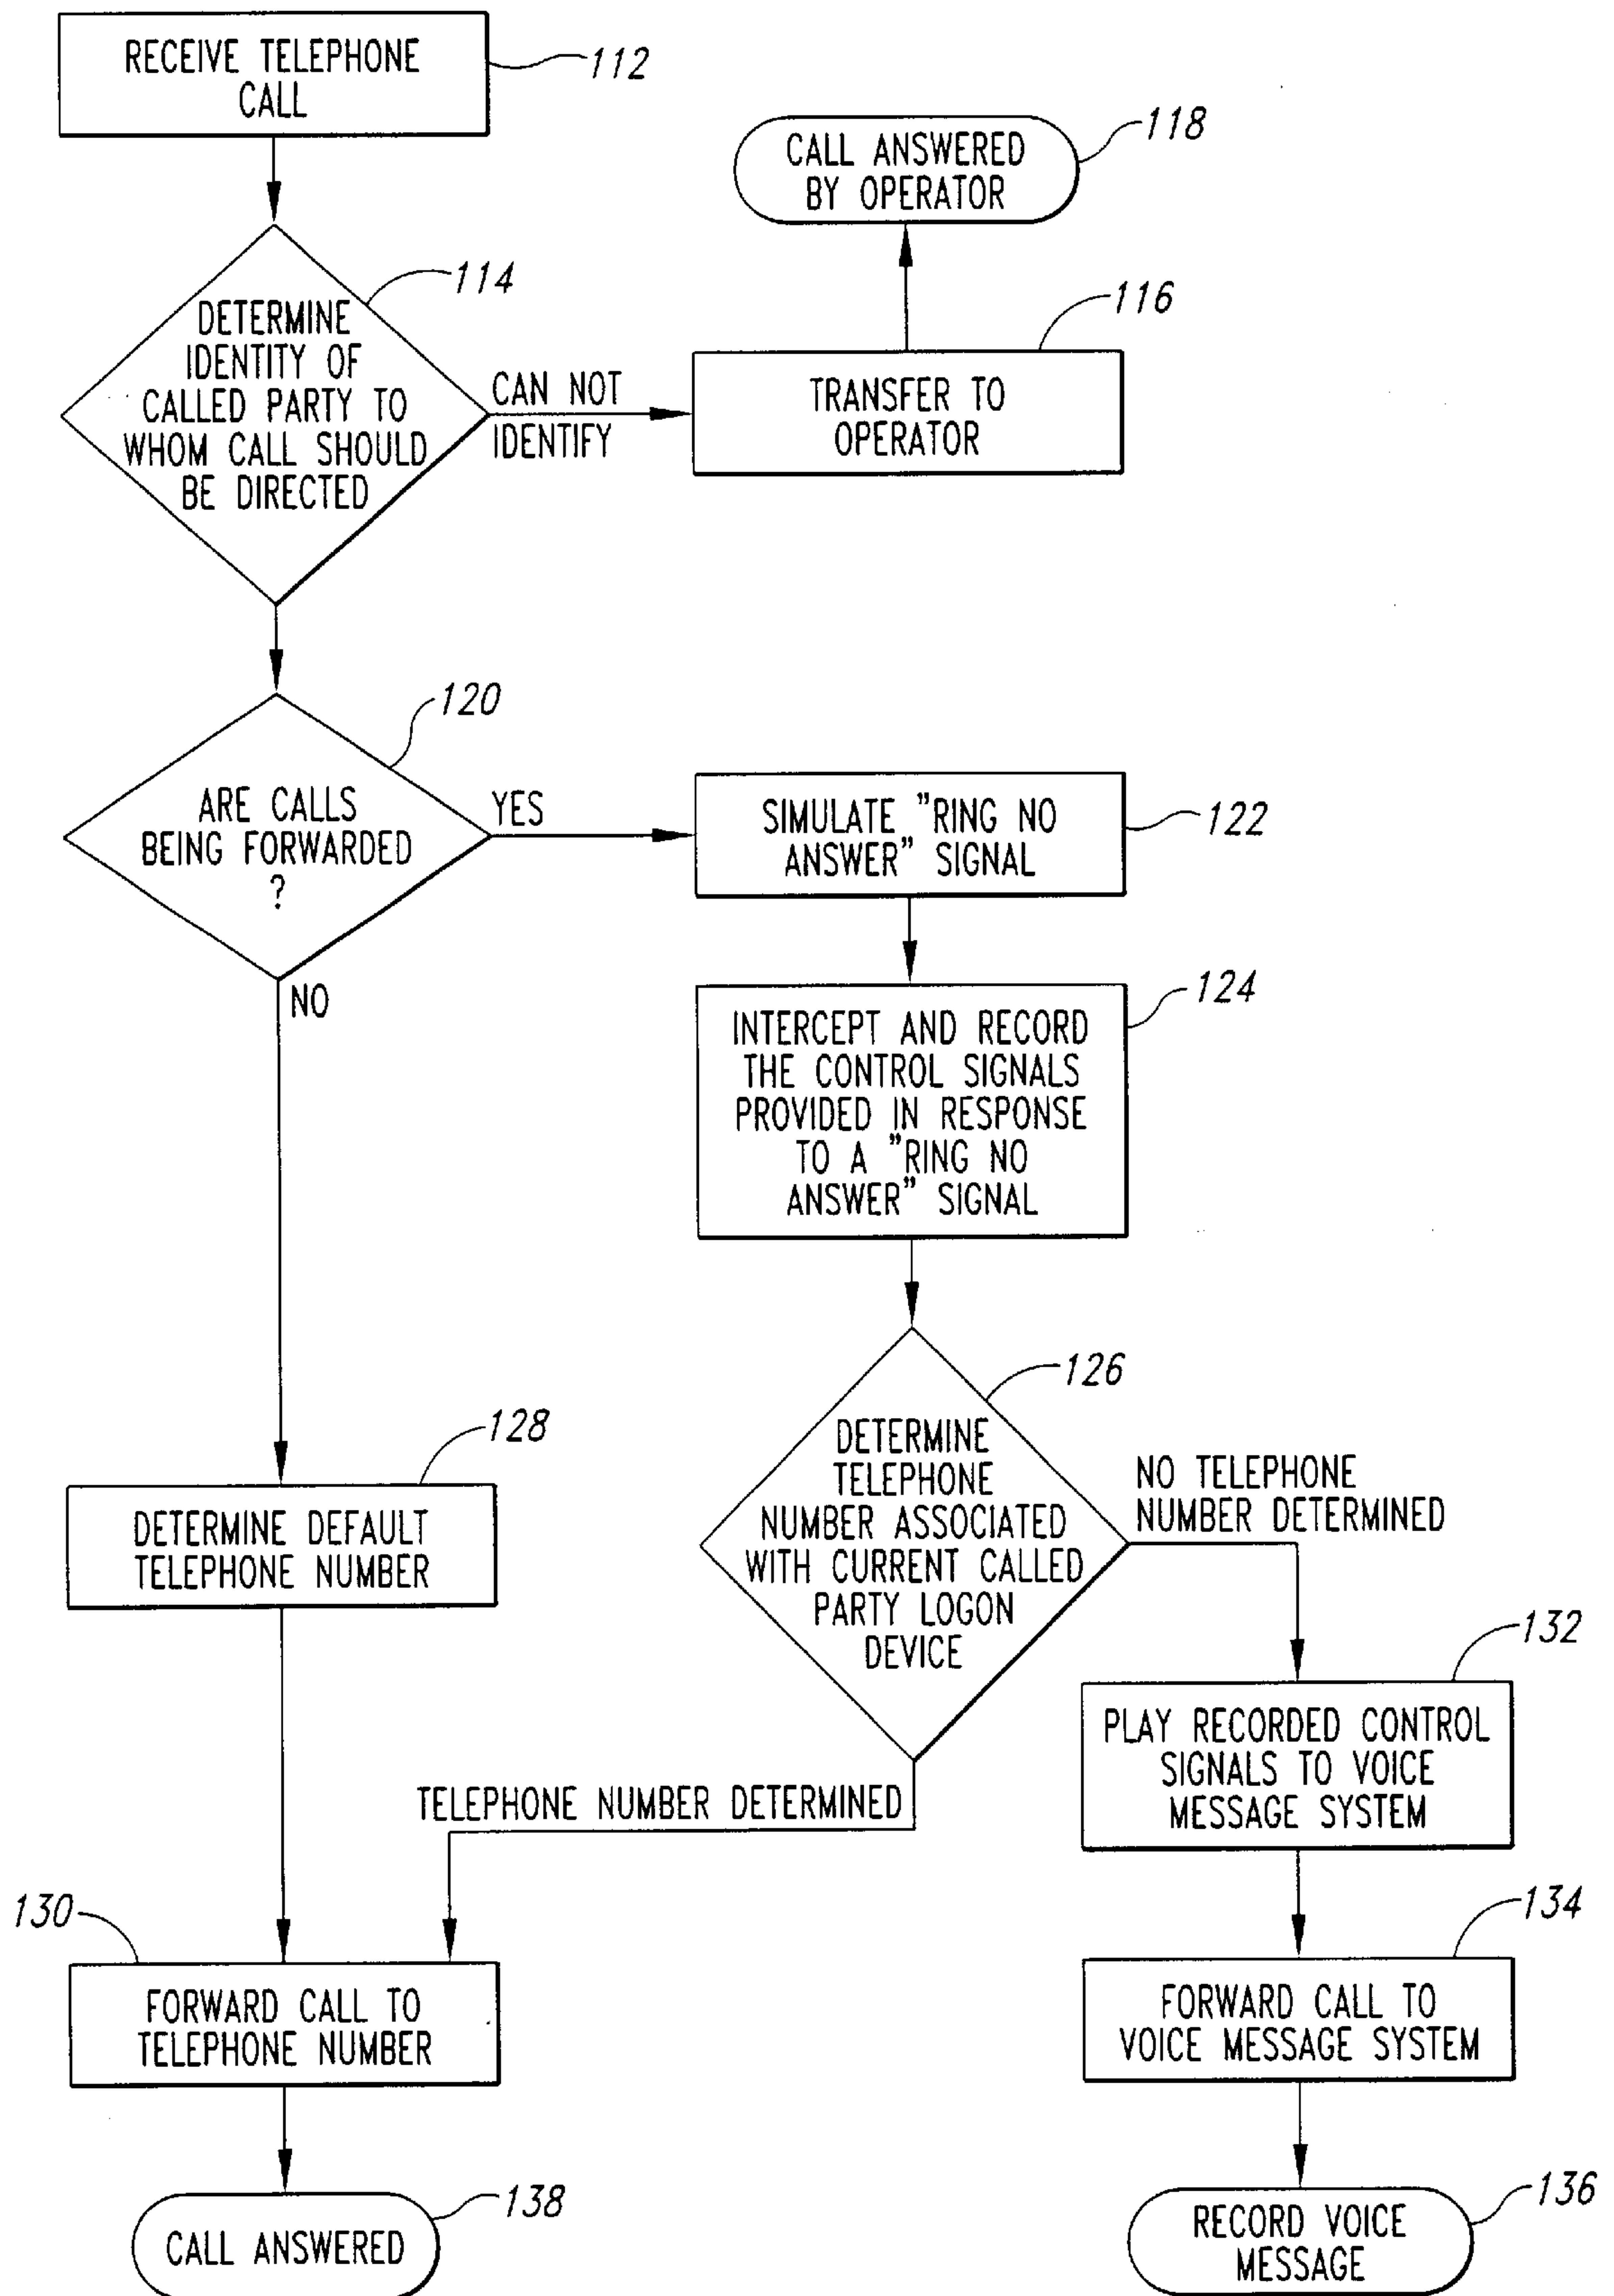 RECEIVE TELEPHONE
CALL
112
CALL ANSWERED
BY OPERATOR
118
DETERMINE
IDENTITY OF
CALLED PARTY TO
WHOM CALL SHOULD
BE DIRECTED
114
CAN NOT
IDENTIFY
TRANSFER TO
OPERATOR
116
ARE CALLS
BEING FORWARDED
?
120
YES
NO
SIMULATE "RING NO
ANSWER" SIGNAL
122
INTERCEPT AND RECORD
THE CONTROL SIGNALS
PROVIDED IN RESPONSE
TO A "RING NO
ANSWER" SIGNAL
124
DETERMINE
TELEPHONE
NUMBER ASSOCIATED
WITH CURRENT CALLED
PARTY LOGON
DEVICE
126
NO TELEPHONE
NUMBER DETERMINED
DETERMINE DEFAULT
TELEPHONE NUMBER
128
TELEPHONE NUMBER DETERMINED
PLAY RECORDED CONTROL
SIGNALS TO VOICE
MESSAGE SYSTEM
132
130
FORWARD CALL TO
TELEPHONE NUMBER
FORWARD CALL TO
VOICE MESSAGE SYSTEM
134
CALL ANSWERED
138
RECORD VOICE
MESSAGE
136